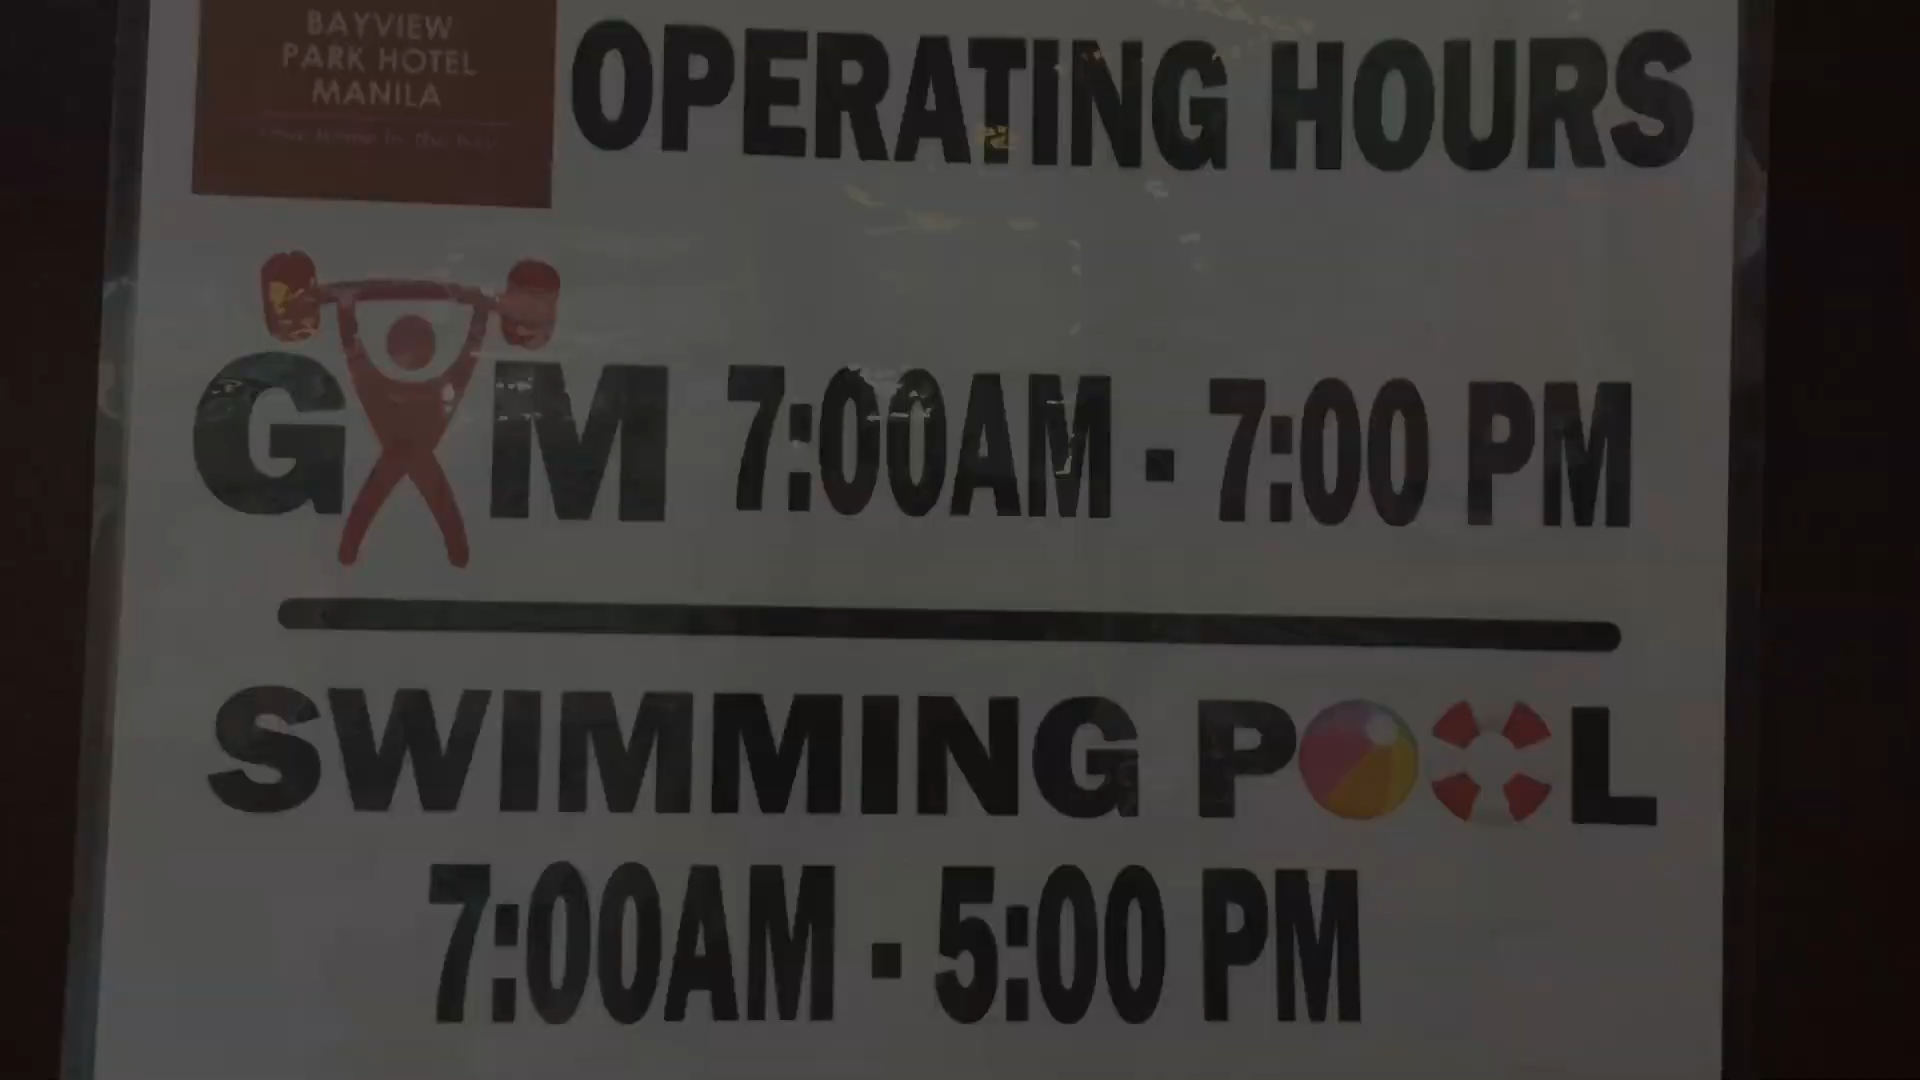 BAYVIEW
PARK HOTEL
MANILA
OPERATING HOURS
GYM 7:00AM - 7:00 PM
SWIMMING POOL
7:00AM - 5:00 PM